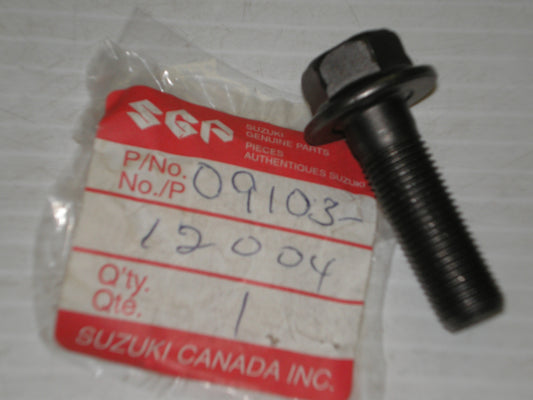 SGP
SUZUKI
GENUINE PARTS
PIECES
AUTHENTIQUES SUZUKI
P/No.
No./P 09103-
12004
Q'ty.
Qté. 1
SUZUKI CANADA INC.